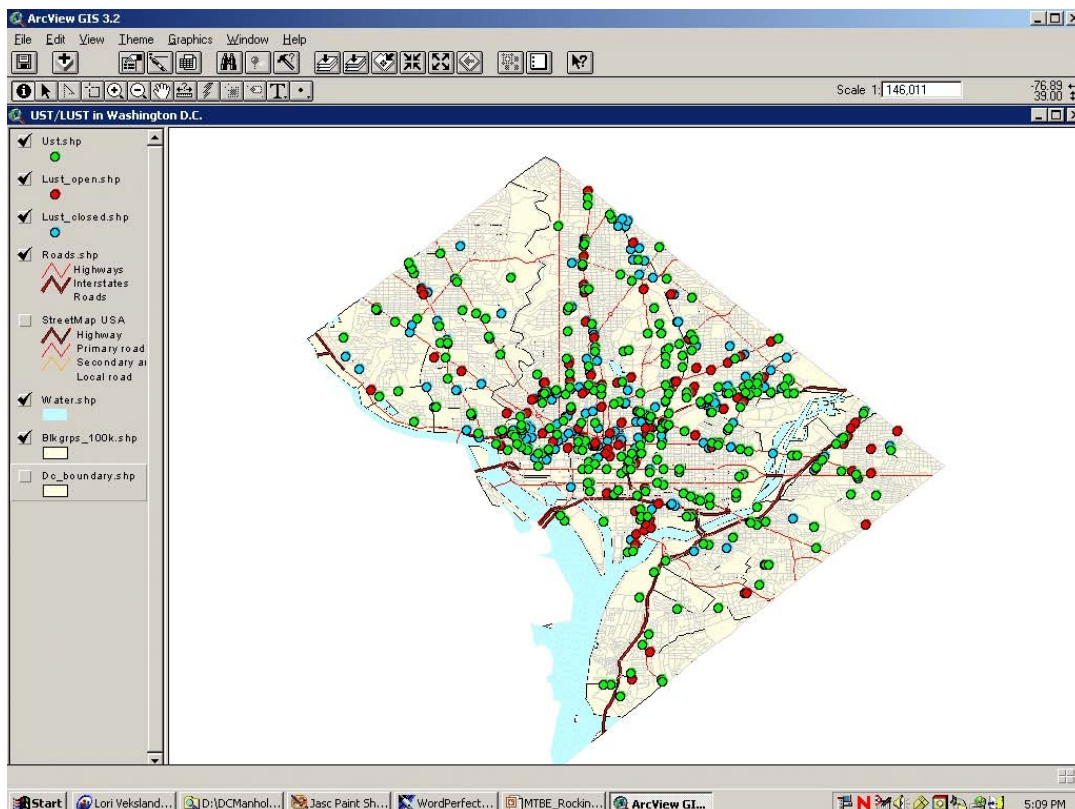 ArcView GIS 3.2
File Edit View Theme Graphics Window Help
Scale 1: 146,011
-76.89
39.00
UST/LUST in Washington D.C.
Ust.shp
Lust_open.shp
Lust_closed.shp
Roads.shp
Highways
Interstates
Roads
StreetMap USA
Highway
Primary road
Secondary a
Local road
Water.shp
Blkgrps_100k.shp
Dc_boundary.shp
Start Lori Veksland... D:\DCManhol... Jasc Paint Sh... WordPerfect... MTBE_Rockin... ArcView GI... 5:09 PM